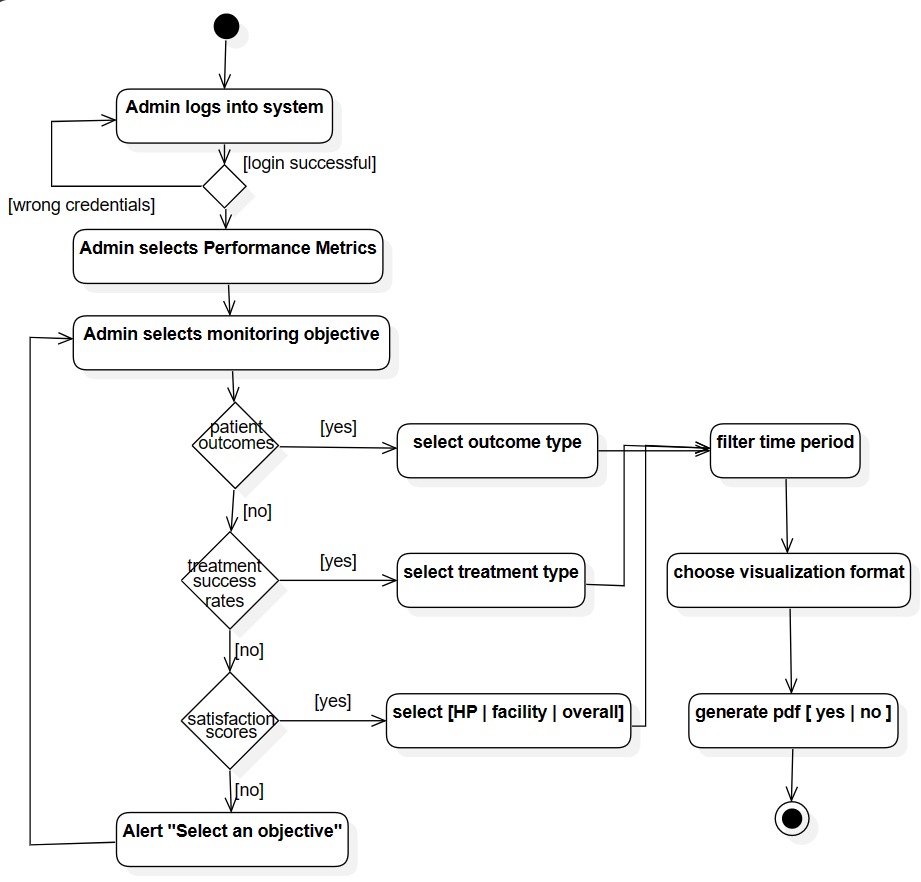 Admin logs into system
[login successful]
[wrong credentials]
Admin selects Performance Metrics
Admin selects monitoring objective
patient
outcomes
[yes]
select outcome type
filter time period
[no]
treatment
success
rates
[yes]
select treatment type
choose visualization format
[no]
satisfaction
scores
[yes]
select [HP | facility | overall]
generate pdf [ yes | no ]
[no]
Alert "Select an objective"